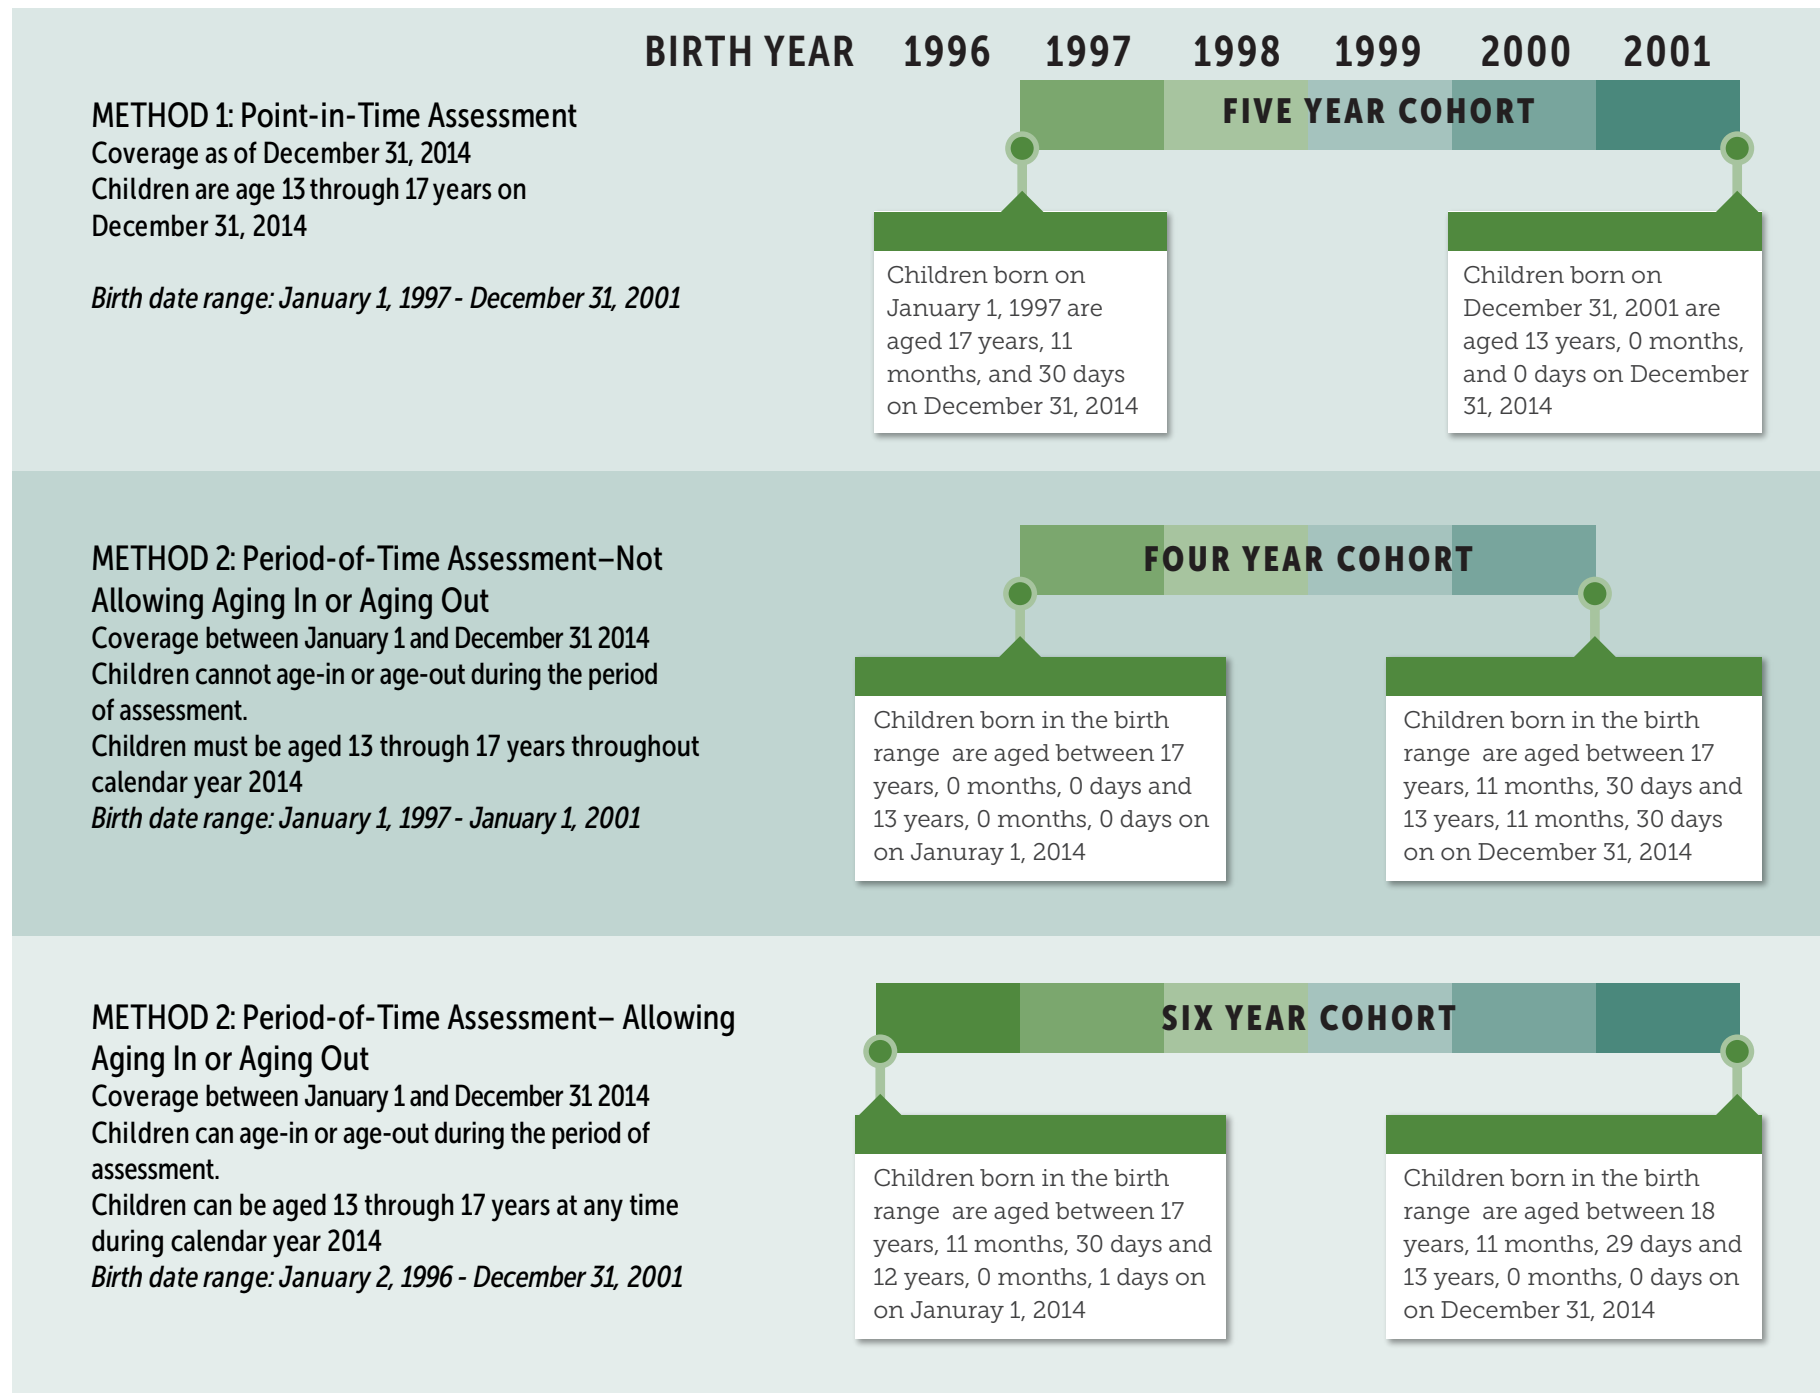 BIRTH YEAR 1996 1997 1998 1999 2000 2001
FIVE YEAR COHORT
METHOD 1: Point-in-Time Assessment
Coverage as of December 31, 2014
Children are age 13 through 17 years on
December 31, 2014
Birth date range: January 1, 1997 - December 31, 2001
Children born on
January 1, 1997 are
aged 17 years, 11
months, and 30 days
on December 31, 2014
Children born on
December 31, 2001 are
aged 13 years, 0 months,
and 0 days on December
31, 2014
METHOD 2: Period-of-Time Assessment–Not
Allowing Aging In or Aging Out
Coverage between January 1 and December 31 2014
Children cannot age-in or age-out during the period
of assessment.
Children must be aged 13 through 17 years throughout
calendar year 2014
Birth date range: January 1, 1997 - January 1, 2001
FOUR YEAR COHORT
Children born in the birth
range are aged between 17
years, 0 months, 0 days and
13 years, 0 months, 0 days on
on Januray 1, 2014
Children born in the birth
range are aged between 17
years, 11 months, 30 days and
13 years, 11 months, 30 days
on on December 31, 2014
METHOD 2: Period-of-Time Assessment– Allowing
Aging In or Aging Out
Coverage between January 1 and December 31 2014
Children can age-in or age-out during the period of
assessment.
Children can be aged 13 through 17 years at any time
during calendar year 2014
Birth date range: January 2, 1996 - December 31, 2001
SIX YEAR COHORT
Children born in the birth
range are aged between 17
years, 11 months, 30 days and
12 years, 0 months, 1 days on
on Januray 1, 2014
Children born in the birth
range are aged between 18
years, 11 months, 29 days and
13 years, 0 months, 0 days on
on December 31, 2014